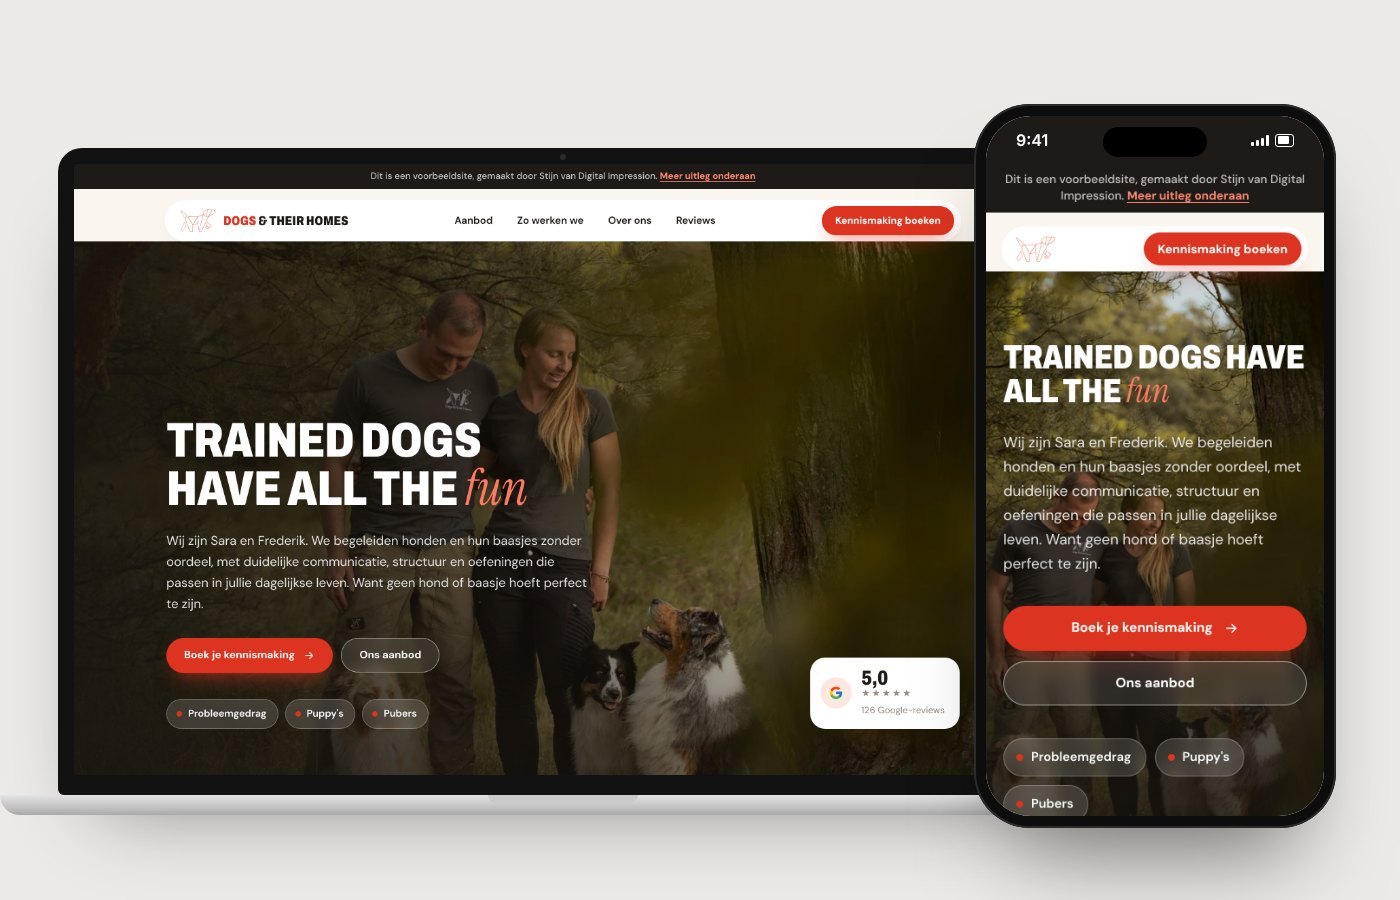 Dit is een voorbeeldsite, gemaakt door Stijn van Digital Impression. Meer uitleg onderaan
DOGS & THEIR HOMES
Aanbod
Zo werken we
Over ons
Reviews
Kennismaking boeken
TRAINED DOGS
HAVE ALL THE fun
Wij zijn Sara en Frederik. We begeleiden honden en hun baasjes zonder
oordeel, met duidelijke communicatie, structuur en oefeningen die
passen in jullie dagelijkse leven. Want geen hond of baasje hoeft perfect
te zijn.
Boek je kennismaking →
Ons aanbod
Probleemgedrag
Puppy's
Pubers
G
5,0
★★★★★
126 Google-reviews
9:41
Dit is een voorbeeldsite, gemaakt door Stijn van Digital
Impression. Meer uitleg onderaan
Kennismaking boeken
TRAINED DOGS HAVE
ALL THE fun
Wij zijn Sara en Frederik. We begeleiden
honden en hun baasjes zonder oordeel, met
duidelijke communicatie, structuur en
oefeningen die passen in jullie dagelijkse
leven. Want geen hond of baasje hoeft
perfect te zijn.
Boek je kennismaking →
Ons aanbod
Probleemgedrag
Puppy's
Pubers